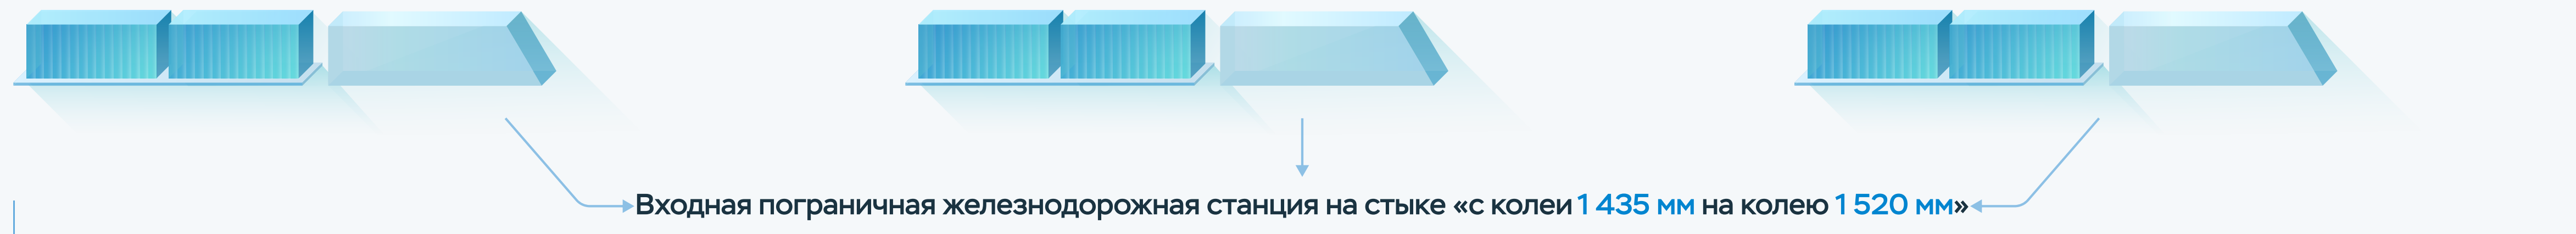 Входная пограничная железнодорожная станция на стыке «с колеи 1 435 мм на колею 1 520 мм»